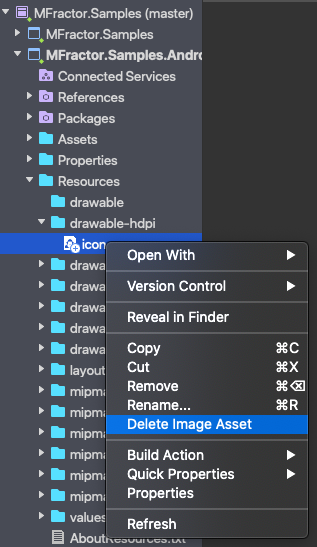 MFractor.Samples (master)
MFractor.Samples
MFractor.Samples.Andro
Connected Services
References
Packages
Assets
Properties
Resources
drawable
drawable-hdpi
icon
Open With
drawa
Version Control
drawa
Reveal in Finder
drawa
Copy ⌘C
drawa
Cut ⌘X
drawa
Remove ⌘⌫
layout
Rename... ⌘R
mipma
Delete Image Asset
mipma
Build Action
mipma
Quick Properties
mipma
Properties
mipma
values
Refresh
AboutResources.txt